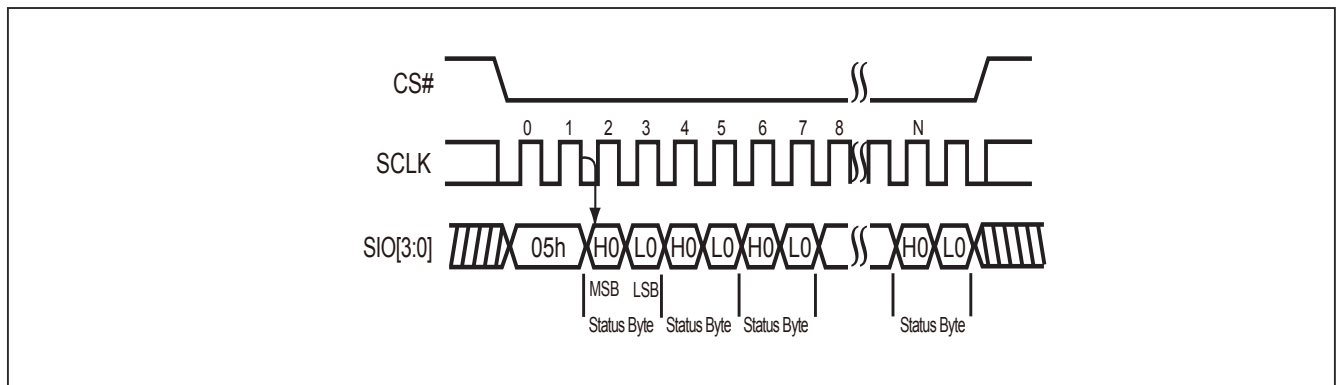 CS#
0 1 2 3 4 5 6 7 8 N
SCLK
SIO[3:0] 05h H0 L0 H0 L0 H0 L0 H0 L0
MSB LSB
Status Byte Status Byte Status Byte Status Byte